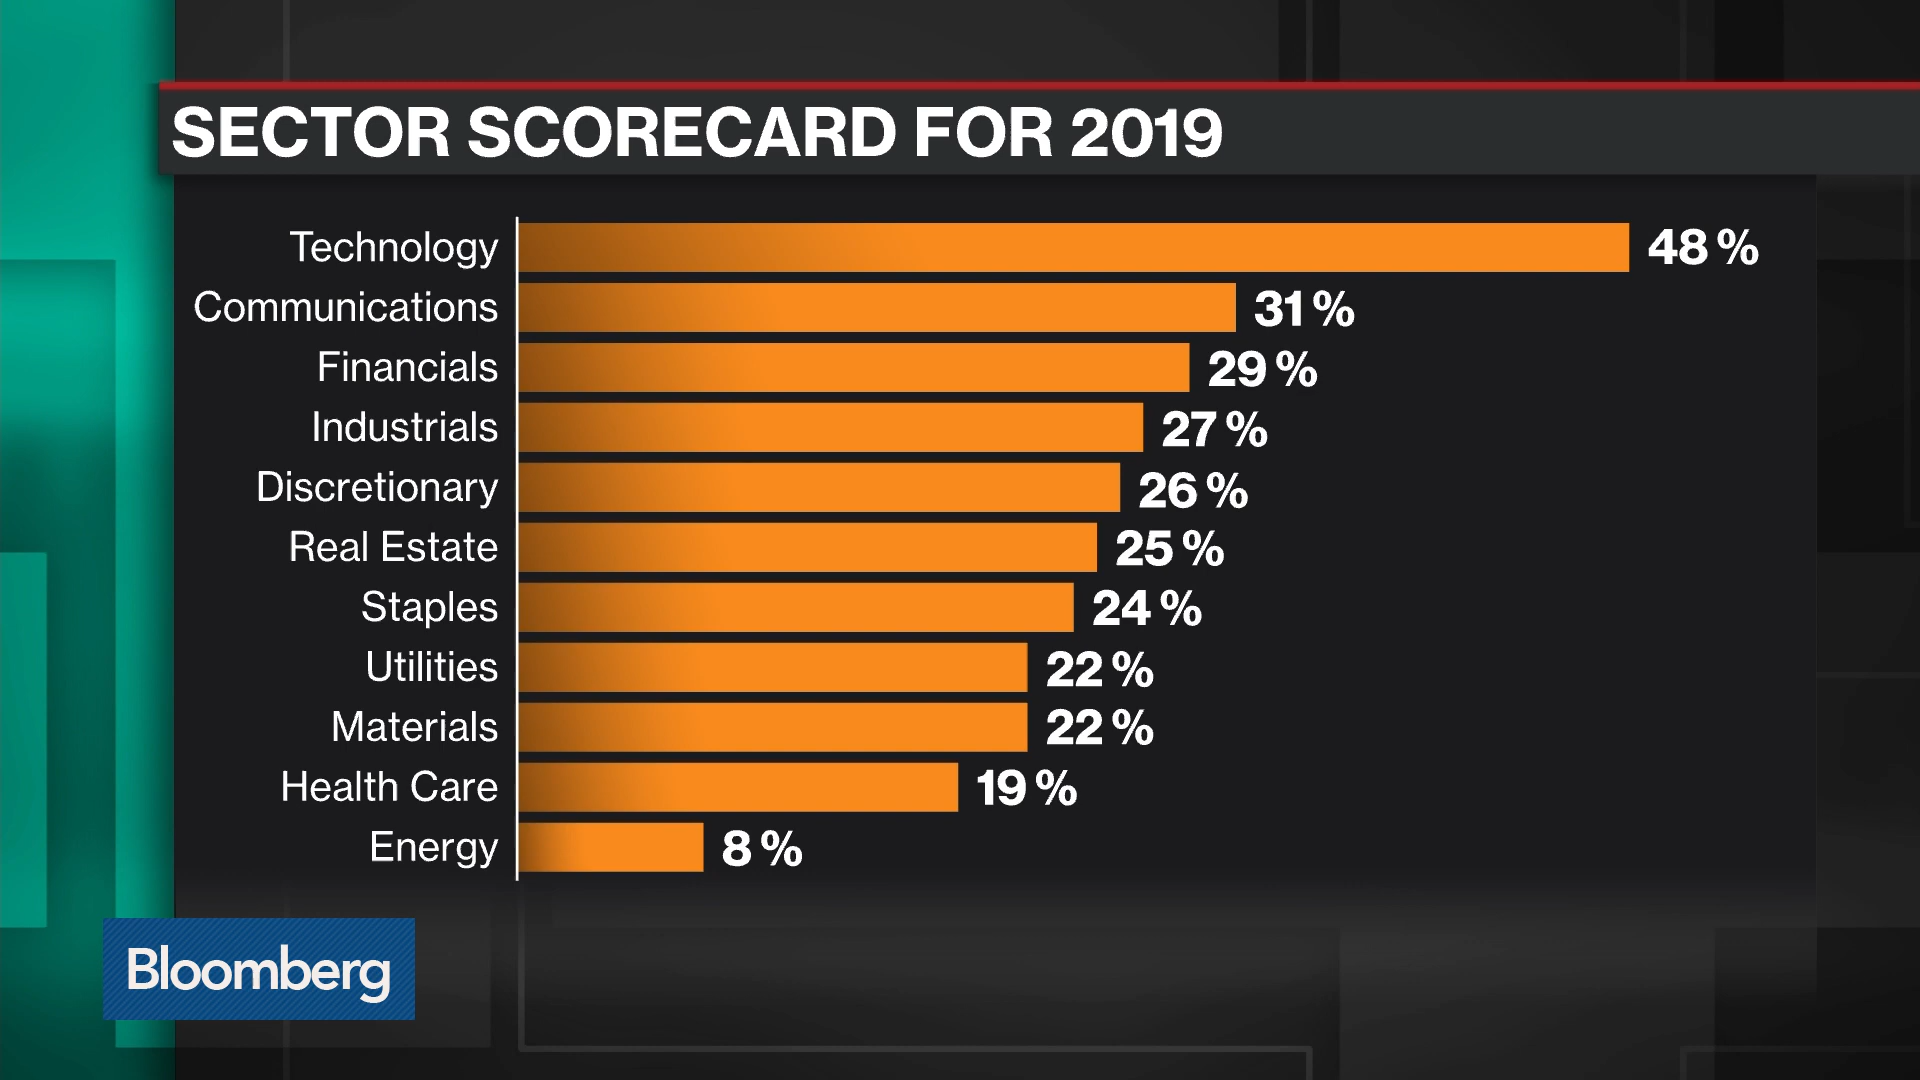 SECTOR SCORECARD FOR 2019
Technology 48 %
Communications 31 %
Financials 29 %
Industrials 27 %
Discretionary 26 %
Real Estate 25 %
Staples 24 %
Utilities 22 %
Materials 22 %
Health Care 19 %
Energy 8 %
Bloomberg